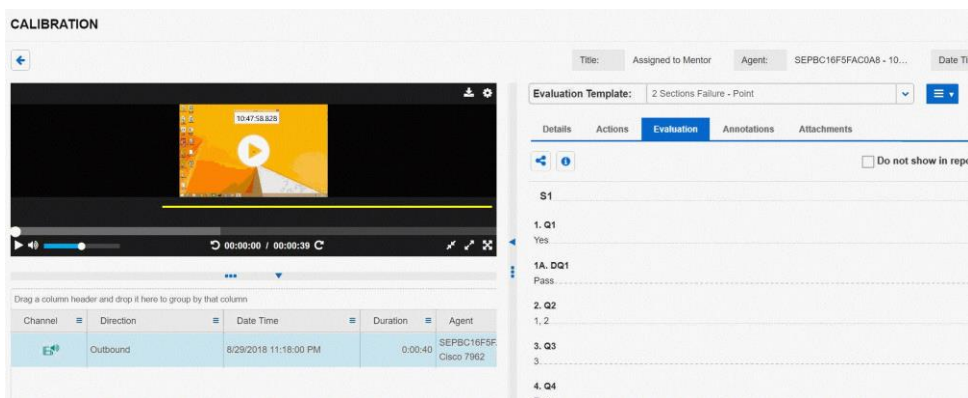 CALIBRATION
Title: Assigned to Mentor Agent: SEPBC16F5FAC0A8 - 10... Date Ti
10:47:58.828
00:00:00 / 00:00:39
Drag a column header and drop it here to group by that column
Channel Direction Date Time Duration Agent
Outbound 8/29/2018 11:18:00 PM 0:00:40 SEPBC16F5F.
Cisco 7962
Evaluation Template: 2 Sections Failure - Point
Details Actions Evaluation Annotations Attachments
Do not show in repo
S1
1. Q1
Yes
1A. DQ1
Pass
2. Q2
1, 2
3. Q3
3
4. Q4